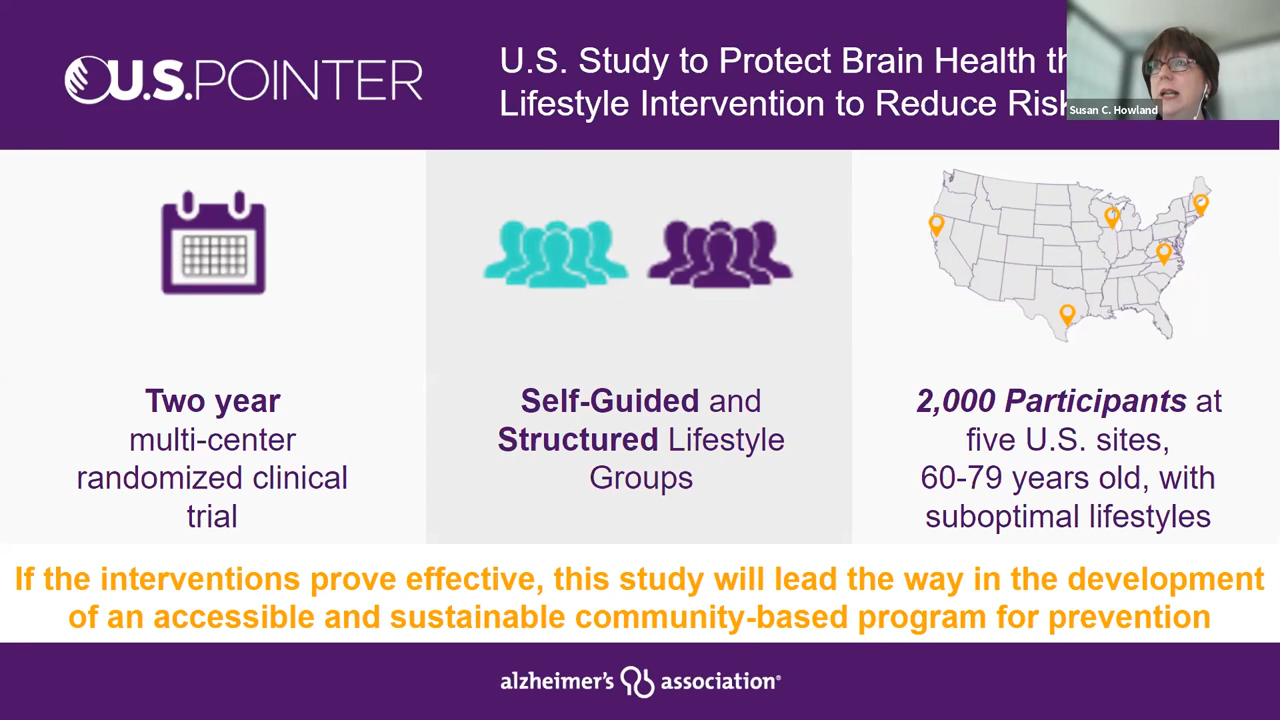 U.S.POINTER
U.S. Study to Protect Brain Health
Lifestyle Intervention to Reduce
Susan C. Howland
Two year
multi-center
randomized clinical
trial
Self-Guided and
Structured Lifestyle
Groups
2,000 Participants at
five U.S. sites,
60-79 years old, with
suboptimal lifestyles
If the interventions prove effective, this study will lead the way in the development
of an accessible and sustainable community-based program for prevention
alzheimer's association®